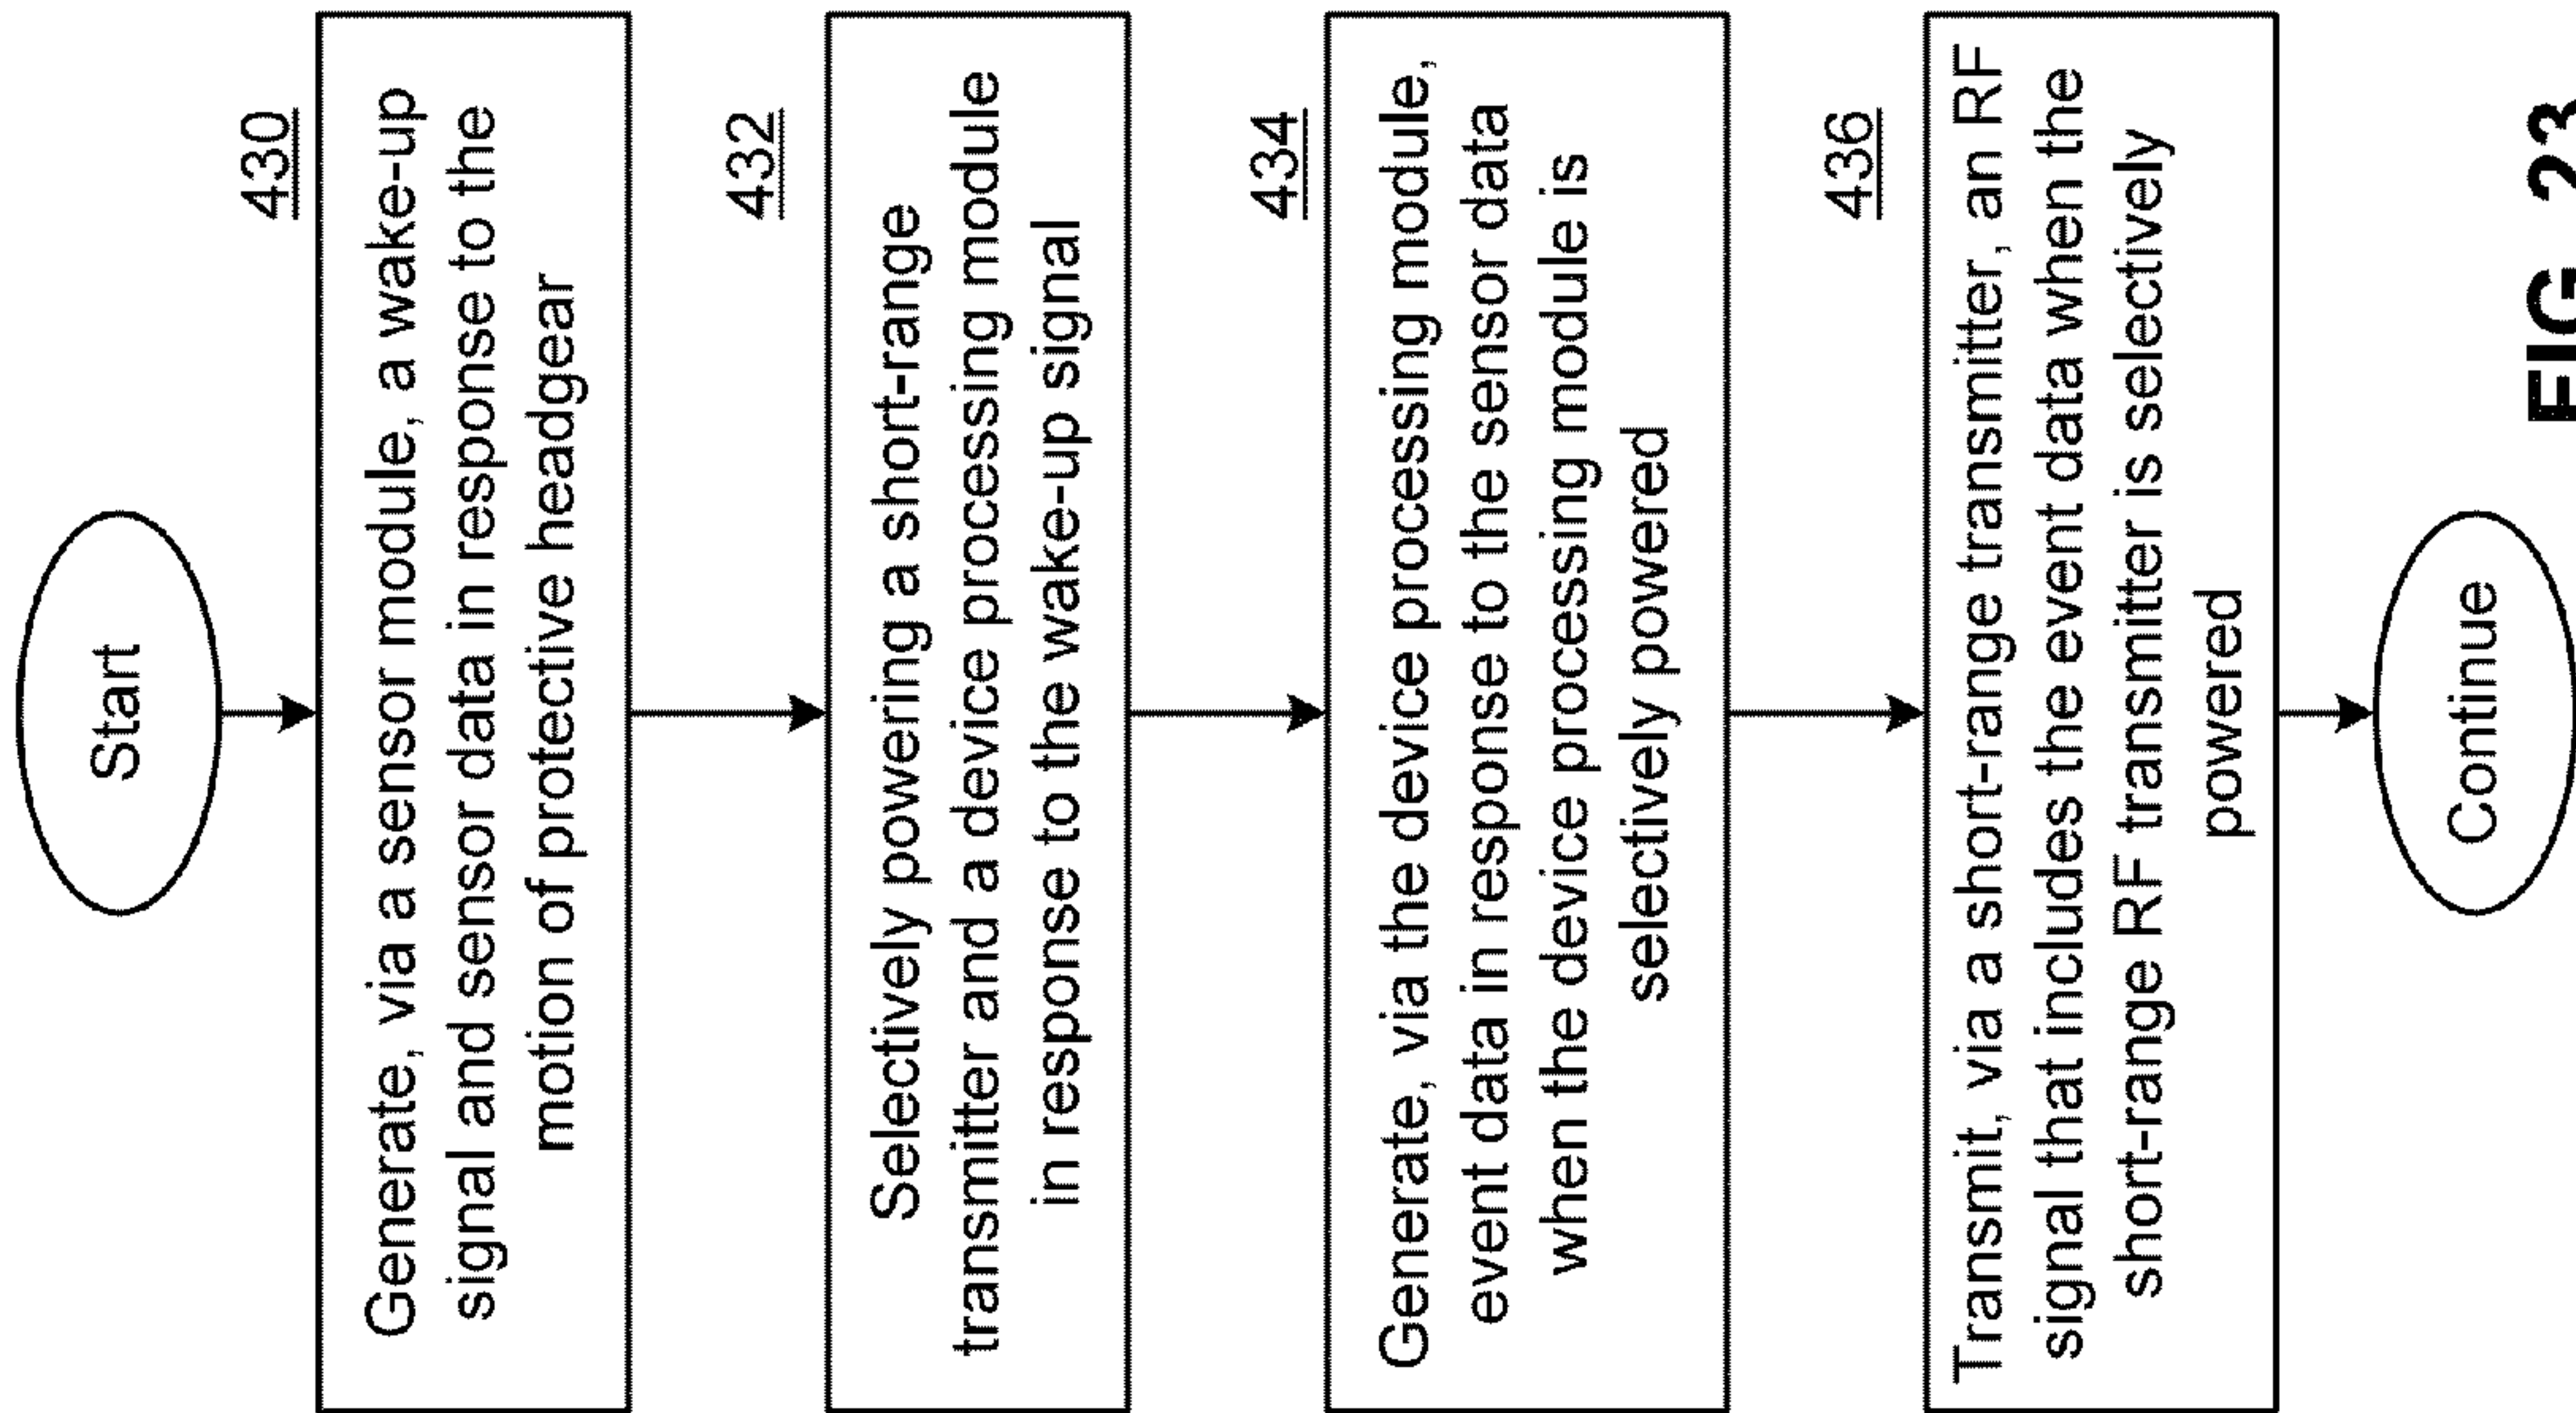 Start
430
Generate, via a sensor module, a wake-up
signal and sensor data in response to the
motion of protective headgear
432
Selectively powering a short-range
transmitter and a device processing module
in response to the wake-up signal
434
Generate, via the device processing module,
event data in response to the sensor data
when the device processing module is
selectively powered
436
Transmit, via a short-range transmitter, an RF
signal that includes the event data when the
short-range RF transmitter is selectively
powered
Continue
FIG. 23